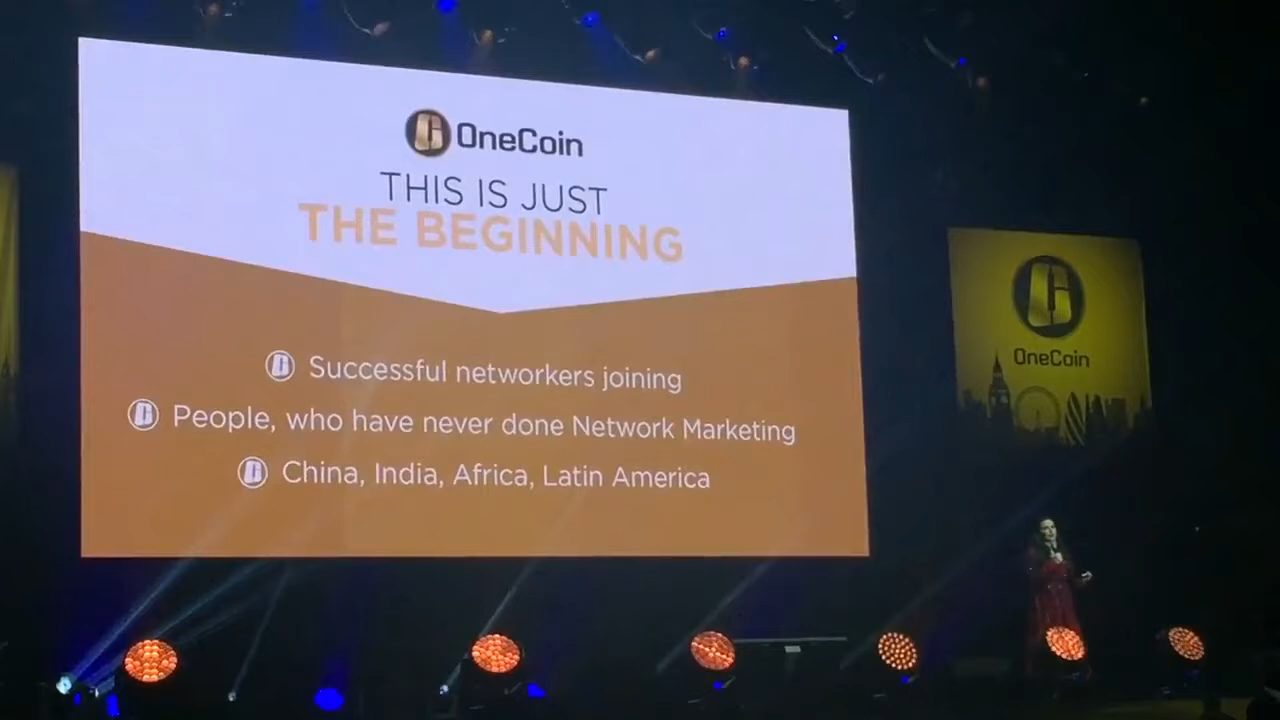 OneCoin
THIS IS JUST
THE BEGINNING
Successful networkers joining
People, who have never done Network Marketing
China, India, Africa, Latin America
OneCoin